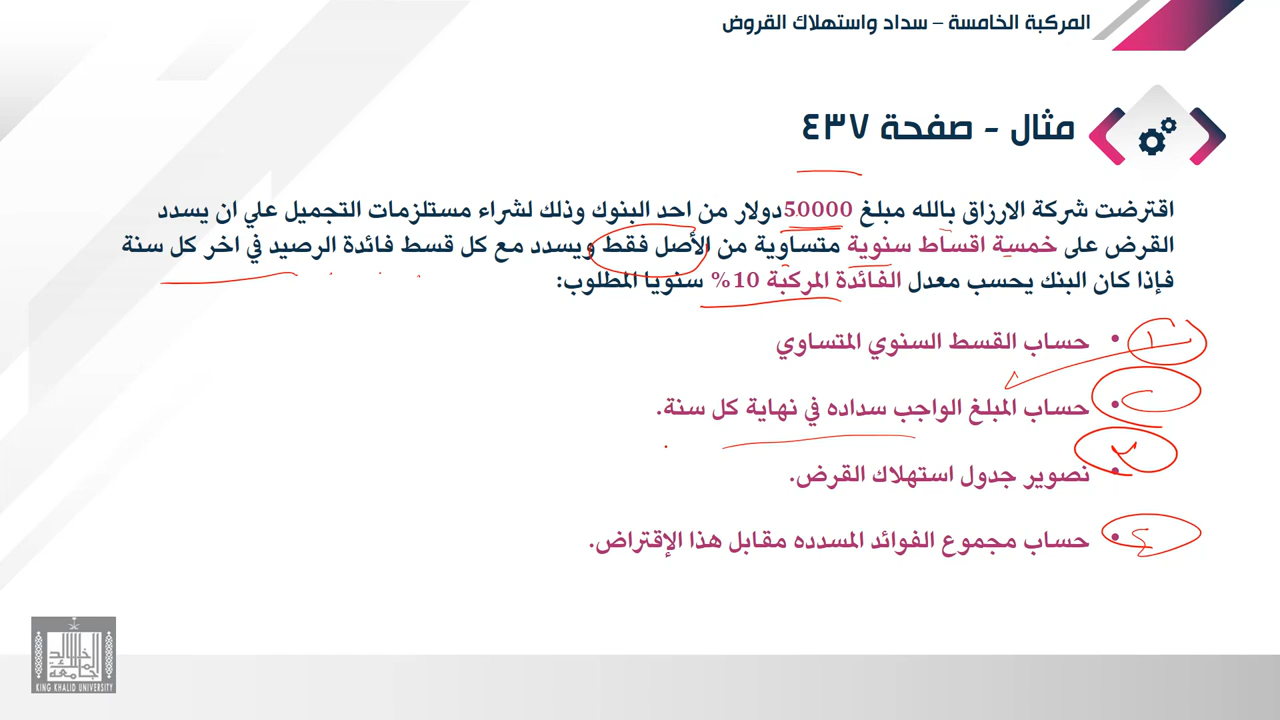 المركبة الخامسة – سداد واستهلاك القروض
مثال - صفحة ٤٣٧
اقترضت شركة الارزاق بالله مبلغ 50000دولار من احد البنوك وذلك لشراء مستلزمات التجميل علي ان يسدد
القرض على خمسية اقساط سنوية متساوية من الأصل فقط ويسدد مع كل قسط فائدة الرصيد في اخر كل سنة
فإذا كان البنك يحسب معدل الفائدة المركبة 10% سنويا المطلوب:
• حساب القسط السنوي المتساوي
١
• حساب المبلغ الواجب سداده في نهاية كل سنة.
• تصوير جدول استهلاك القرض.
• حساب مجموع الفوائد المسدده مقابل هذا الإقتراض.
٤
KING KHALID UNIVERSITY